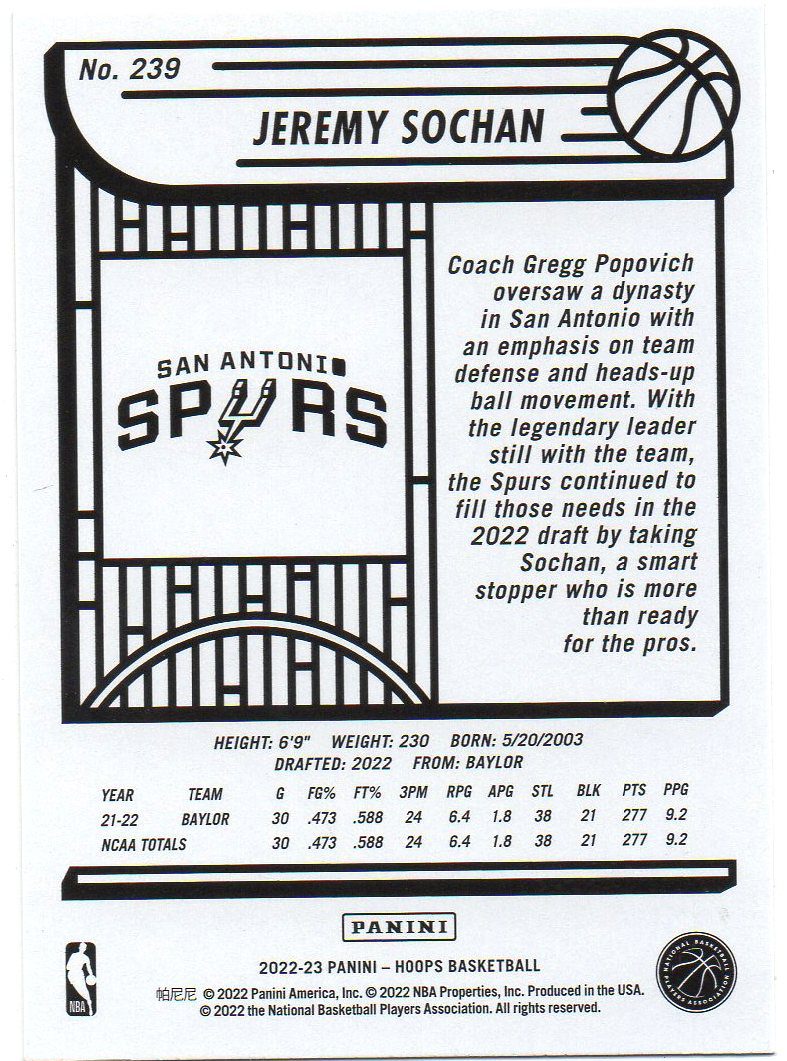 No. 239
JEREMY SOCHAN
SAN ANTONIO
SPURS
Coach Gregg Popovich
oversaw a dynasty
in San Antonio with
an emphasis on team
defense and heads-up
ball movement. With
the legendary leader
still with the team,
the Spurs continued to
fill those needs in the
2022 draft by taking
Sochan, a smart
stopper who is more
than ready
for the pros.
HEIGHT: 6'9" WEIGHT: 230 BORN: 5/20/2003
DRAFTED: 2022 FROM: BAYLOR
YEAR TEAM G FG% FT% 3PM RPG APG STL BLK PTS PPG
21-22 BAYLOR 30 .473 .588 24 6.4 1.8 38 21 277 9.2
NCAA TOTALS 30 .473 .588 24 6.4 1.8 38 21 277 9.2
PANINI
2022-23 PANINI – HOOPS BASKETBALL
帕尼尼 © 2022 Panini America, Inc. © 2022 NBA Properties, Inc. Produced in the USA.
© 2022 the National Basketball Players Association. All rights reserved.
NBA
NATIONAL BASKETBALL
PLAYERS ASSOCIATION